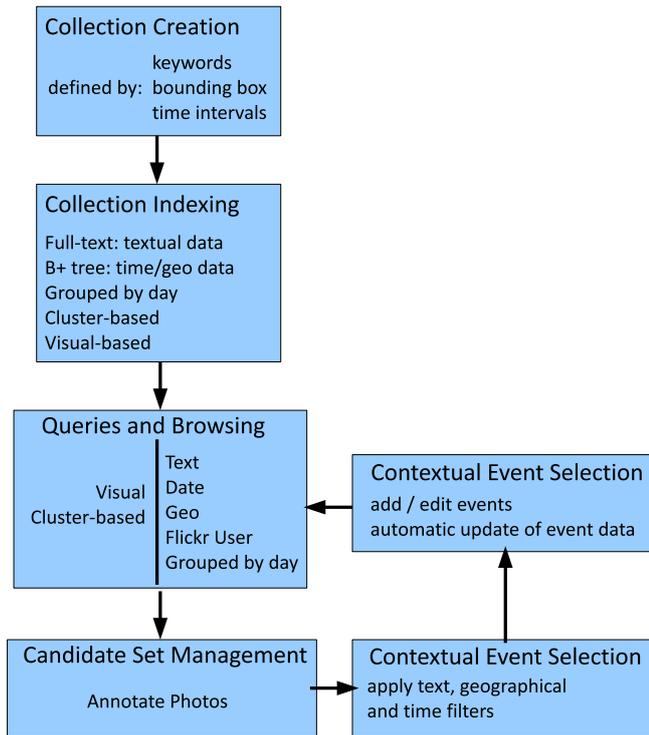 Collection Creation
keywords
defined by: bounding box
time intervals
Collection Indexing
Full-text: textual data
B+ tree: time/geo data
Grouped by day
Cluster-based
Visual-based
Queries and Browsing
Visual
Cluster-based
Text
Date
Geo
Flickr User
Grouped by day
Contextual Event Selection
add / edit events
automatic update of event data
Candidate Set Management
Annotate Photos
Contextual Event Selection
apply text, geographical
and time filters